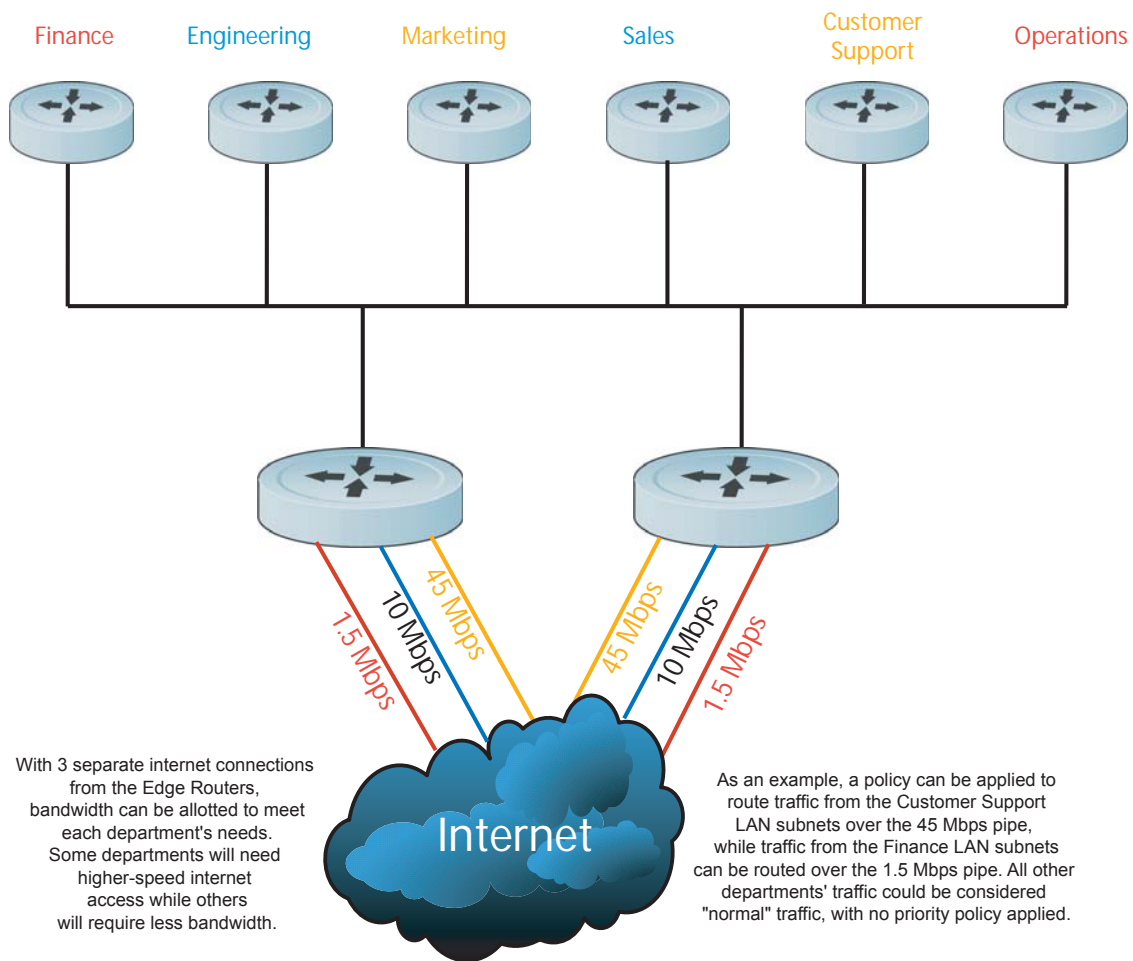 Finance
Engineering
Marketing
Sales
Customer
Support
Operations
1.5 Mbps
10 Mbps
45 Mbps
45 Mbps
10 Mbps
1.5 Mbps
Internet
With 3 separate internet connections
from the Edge Routers,
bandwidth can be allotted to meet
each department's needs.
Some departments will need
higher-speed internet
access while others
will require less bandwidth.
As an example, a policy can be applied to
route traffic from the Customer Support
LAN subnets over the 45 Mbps pipe,
while traffic from the Finance LAN subnets
can be routed over the 1.5 Mbps pipe. All other
departments' traffic could be considered
"normal" traffic, with no priority policy applied.